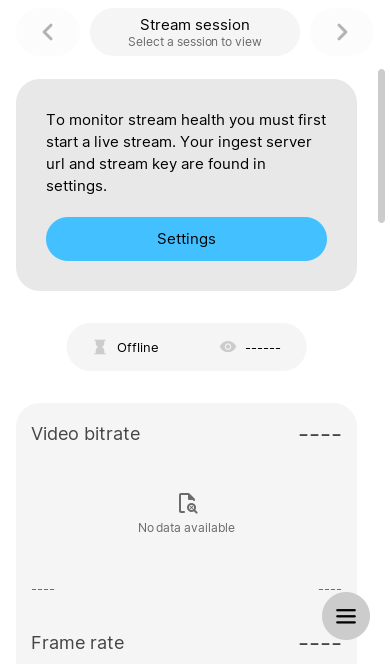 Stream session
Select a session to view
To monitor stream health you must first
start a live stream. Your ingest server
url and stream key are found in
settings.
Settings
Offline
------
Video bitrate
----
No data available
----
----
Frame rate
----